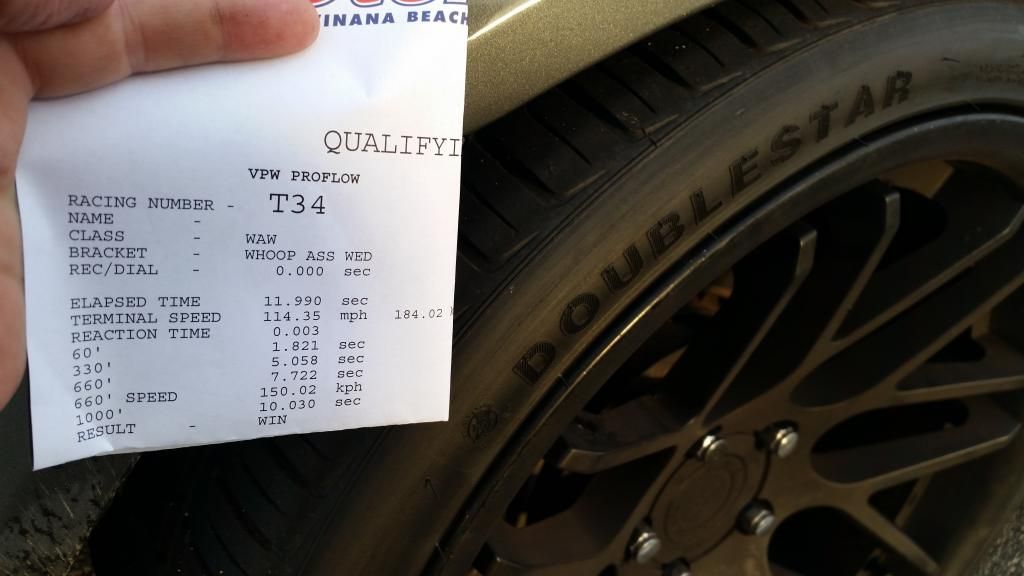 WINANA BEACH
QUALIFYI
VPW PROFLOW
RACING NUMBER - T34
NAME -
CLASS - WAW
BRACKET - WHOOP ASS WED
REC/DIAL - 0.000 sec
ELAPSED TIME 11.990 sec
TERMINAL SPEED 114.35 mph 184.02
REACTION TIME 0.003
60' 1.821 sec
330' 5.058 sec
660' 7.722 sec
660' SPEED 150.02 kph
1000' 10.030 sec
RESULT - WIN
DOUBLESTAR